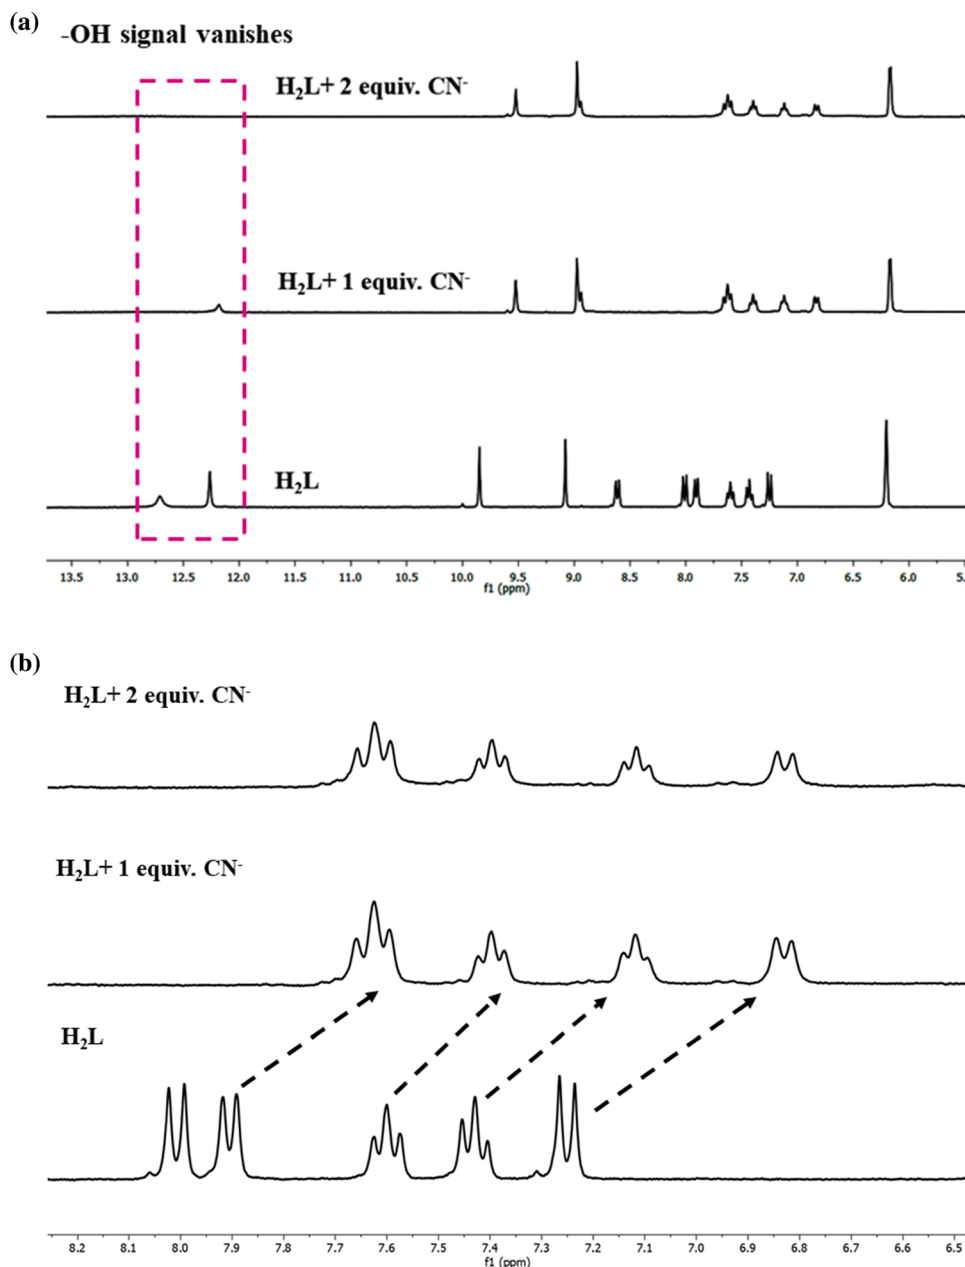 (a)
-OH signal vanishes
H₂L+ 2 equiv. CN⁻
H₂L+ 1 equiv. CN⁻
H₂L
13.5 13.0 12.5 12.0 11.5 11.0 10.5 10.0 9.5 9.0 8.5 8.0 7.5 7.0 6.5 6.0 5.
f1 (ppm)
(b)
H₂L+ 2 equiv. CN⁻
H₂L+ 1 equiv. CN⁻
H₂L
8.2 8.1 8.0 7.9 7.8 7.7 7.6 7.5 7.4 7.3 7.2 7.1 7.0 6.9 6.8 6.7 6.6 6.5
f1 (ppm)